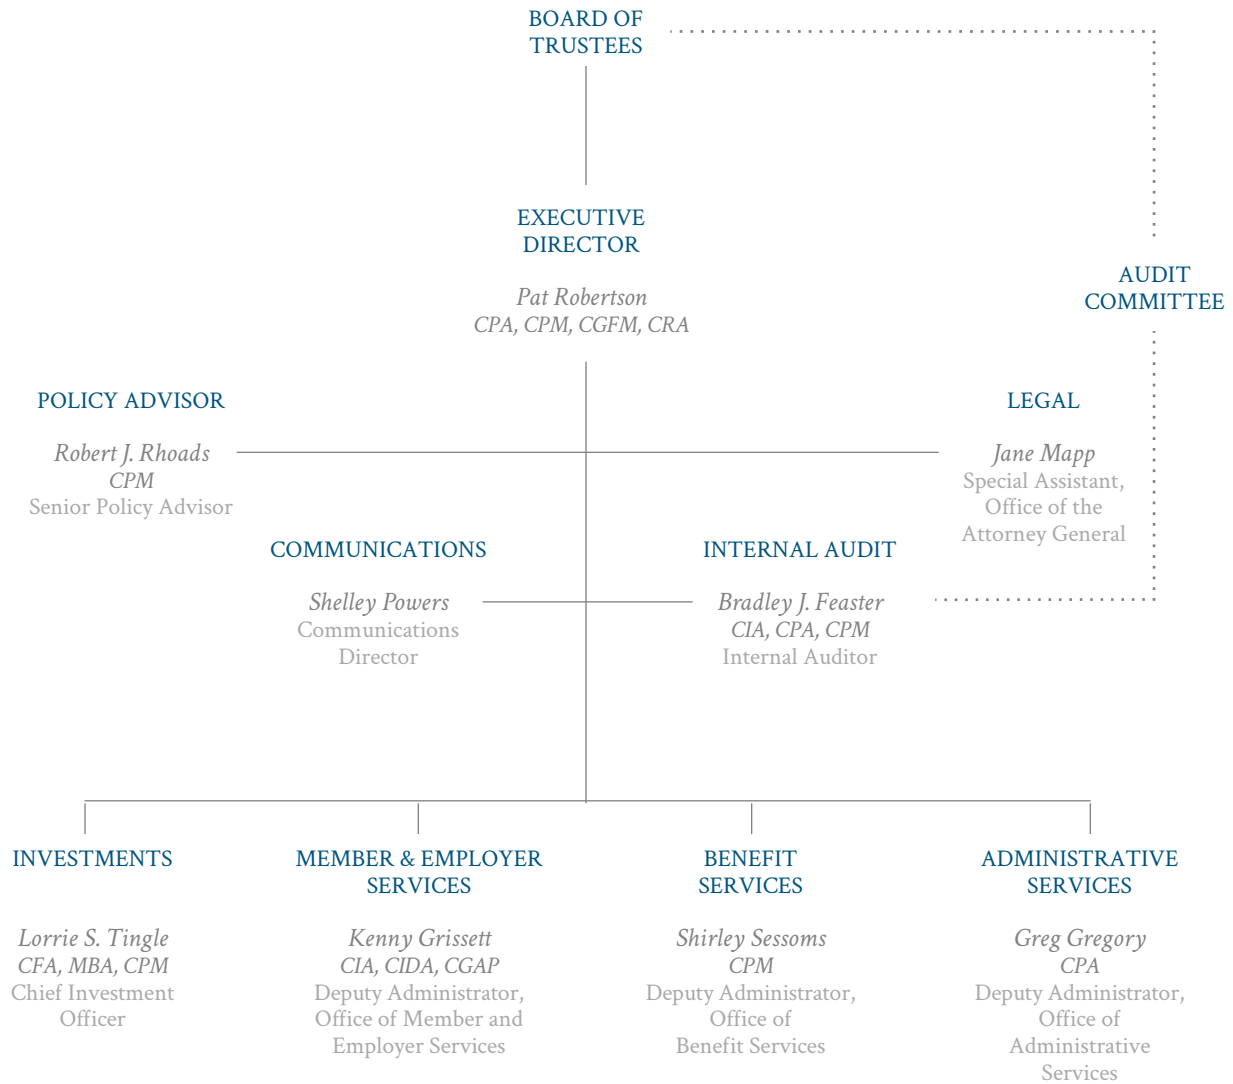 BOARD OF
TRUSTEES
EXECUTIVE
DIRECTOR
Pat Robertson
CPA, CPM, CGFM, CRA
AUDIT
COMMITTEE
POLICY ADVISOR
Robert J. Rhoads
CPM
Senior Policy Advisor
LEGAL
Jane Mapp
Special Assistant,
Office of the
Attorney General
COMMUNICATIONS
Shelley Powers
Communications
Director
INTERNAL AUDIT
Bradley J. Feaster
CIA, CPA, CPM
Internal Auditor
INVESTMENTS
Lorrie S. Tingle
CFA, MBA, CPM
Chief Investment
Officer
MEMBER & EMPLOYER
SERVICES
Kenny Grissett
CIA, CIDA, CGAP
Deputy Administrator,
Office of Member and
Employer Services
BENEFIT
SERVICES
Shirley Sessoms
CPM
Deputy Administrator,
Office of
Benefit Services
ADMINISTRATIVE
SERVICES
Greg Gregory
CPA
Deputy Administrator,
Office of
Administrative
Services